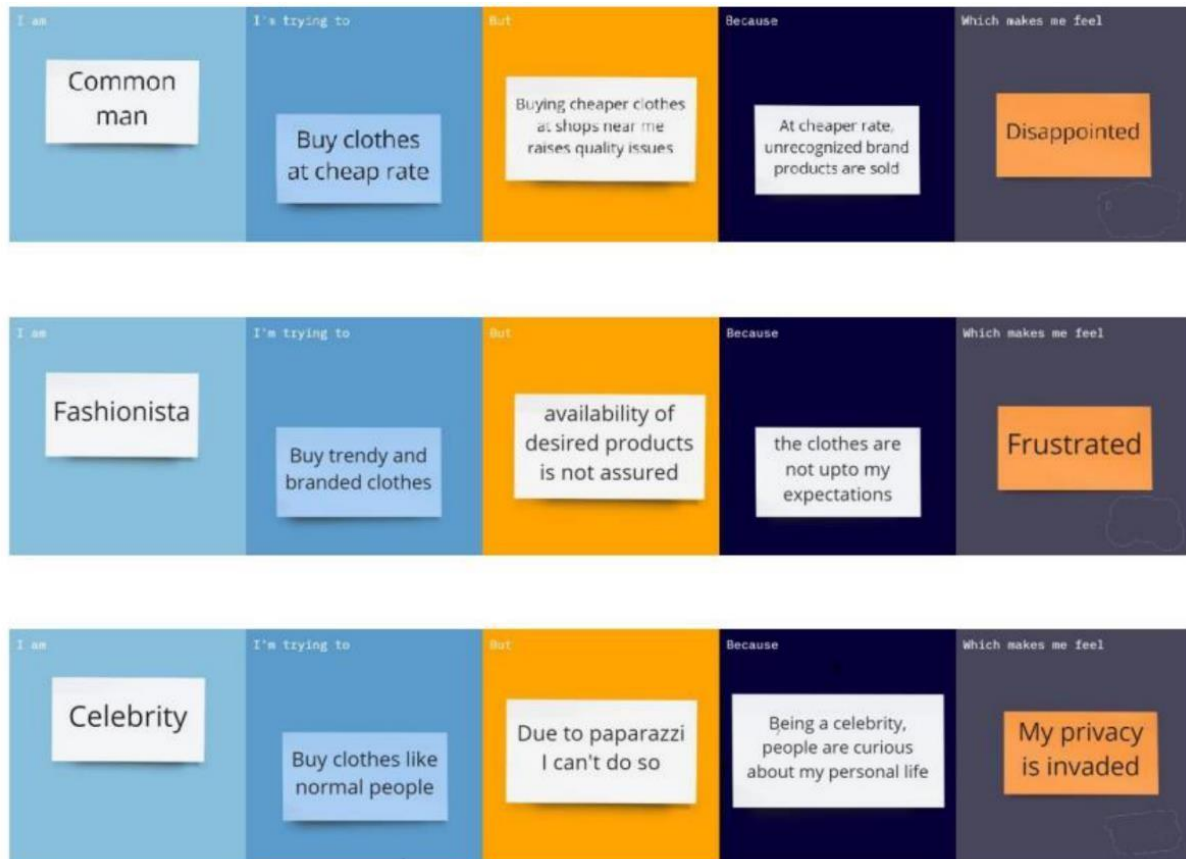 I am
I'm trying to
But
Because
Which makes me feel
Common
man
Buy clothes
at cheap rate
Buying cheaper clothes
at shops near me
raises quality issues
At cheaper rate,
unrecognized brand
products are sold
Disappointed
I am
I'm trying to
But
Because
Which makes me feel
Fashionista
Buy trendy and
branded clothes
availability of
desired products
is not assured
the clothes are
not upto my
expectations
Frustrated
I am
I'm trying to
But
Because
Which makes me feel
Celebrity
Buy clothes like
normal people
Due to paparazzi
I can't do so
Being a celebrity,
people are curious
about my personal life
My privacy
is invaded